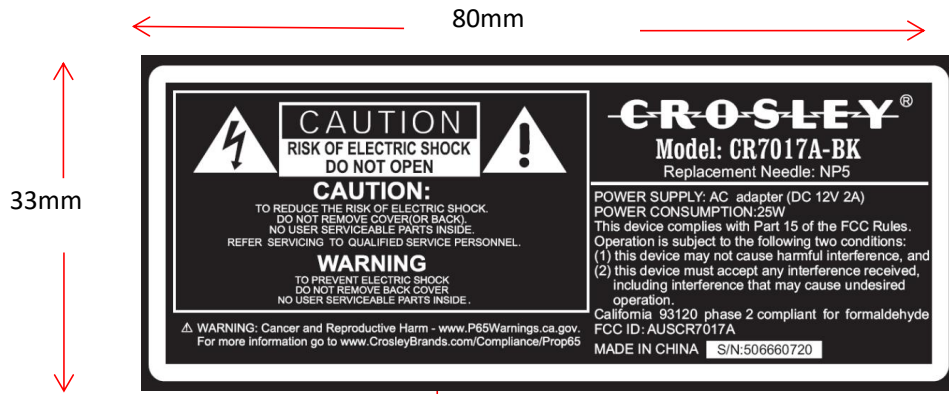 80mm
33mm
CAUTION
RISK OF ELECTRIC SHOCK
DO NOT OPEN
CAUTION:
TO REDUCE THE RISK OF ELECTRIC SHOCK.
DO NOT REMOVE COVER(OR BACK).
NO USER SERVICEABLE PARTS INSIDE.
REFER SERVICING TO QUALIFIED SERVICE PERSONNEL.
WARNING
TO PREVENT ELECTRIC SHOCK
DO NOT REMOVE BACK COVER
NO USER SERVICEABLE PARTS INSIDE.
⚠ WARNING: Cancer and Reproductive Harm - www.P65Warnings.ca.gov.
For more information go to www.CrosleyBrands.com/Compliance/Prop65
CROSLEY®
Model: CR7017A-BK
Replacement Needle: NP5
POWER SUPPLY: AC adapter (DC 12V 2A)
POWER CONSUMPTION:25W
This device complies with Part 15 of the FCC Rules.
Operation is subject to the following two conditions:
(1) this device may not cause harmful interference, and
(2) this device must accept any interference received,
including interference that may cause undesired
operation.
Califomia 93120 phase 2 compliant for formaldehyde
FCC ID: AUSCR7017A
MADE IN CHINA S/N:506660720